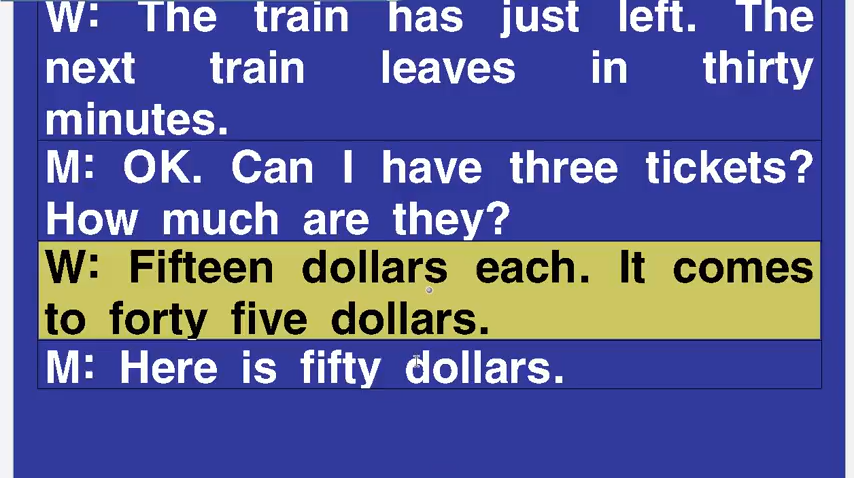 W: The train has just left. The
next train leaves in thirty
minutes.
M: OK. Can I have three tickets?
How much are they?
W: Fifteen dollars each. It comes
to forty five dollars.
M: Here is fifty dollars.